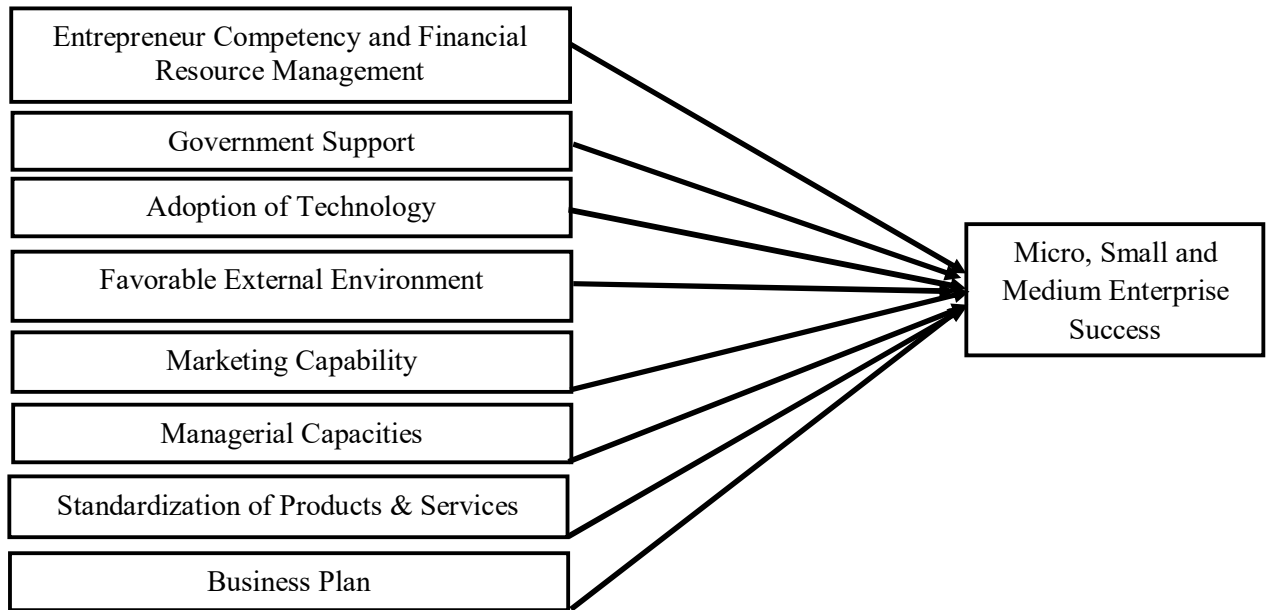 Entrepreneur Competency and Financial
Resource Management
Government Support
Adoption of Technology
Favorable External Environment
Marketing Capability
Managerial Capacities
Standardization of Products & Services
Business Plan
Micro, Small and
Medium Enterprise
Success